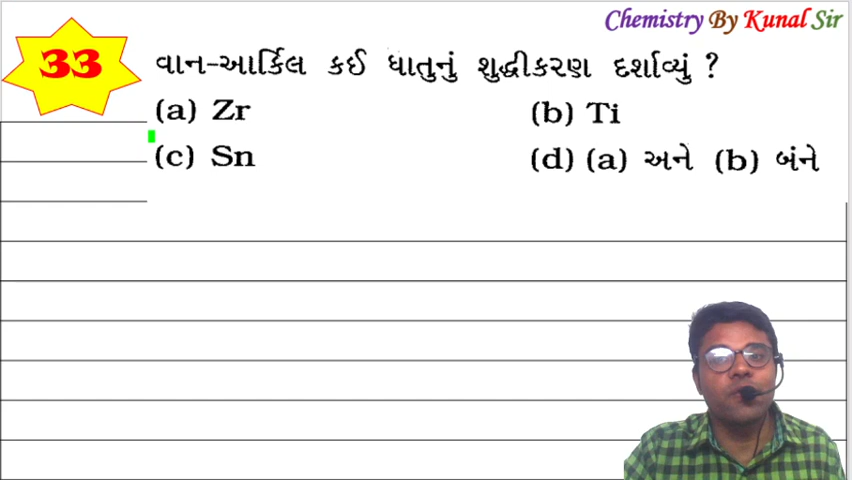 Chemistry By Kunal Sir
33
વાન-આર્કિલ કઈ ધાતુનું શુદ્ધીકરણ દર્શાવ્યું ?
(a) Zr (b) Ti
(c) Sn (d) (a) અને (b) બંને